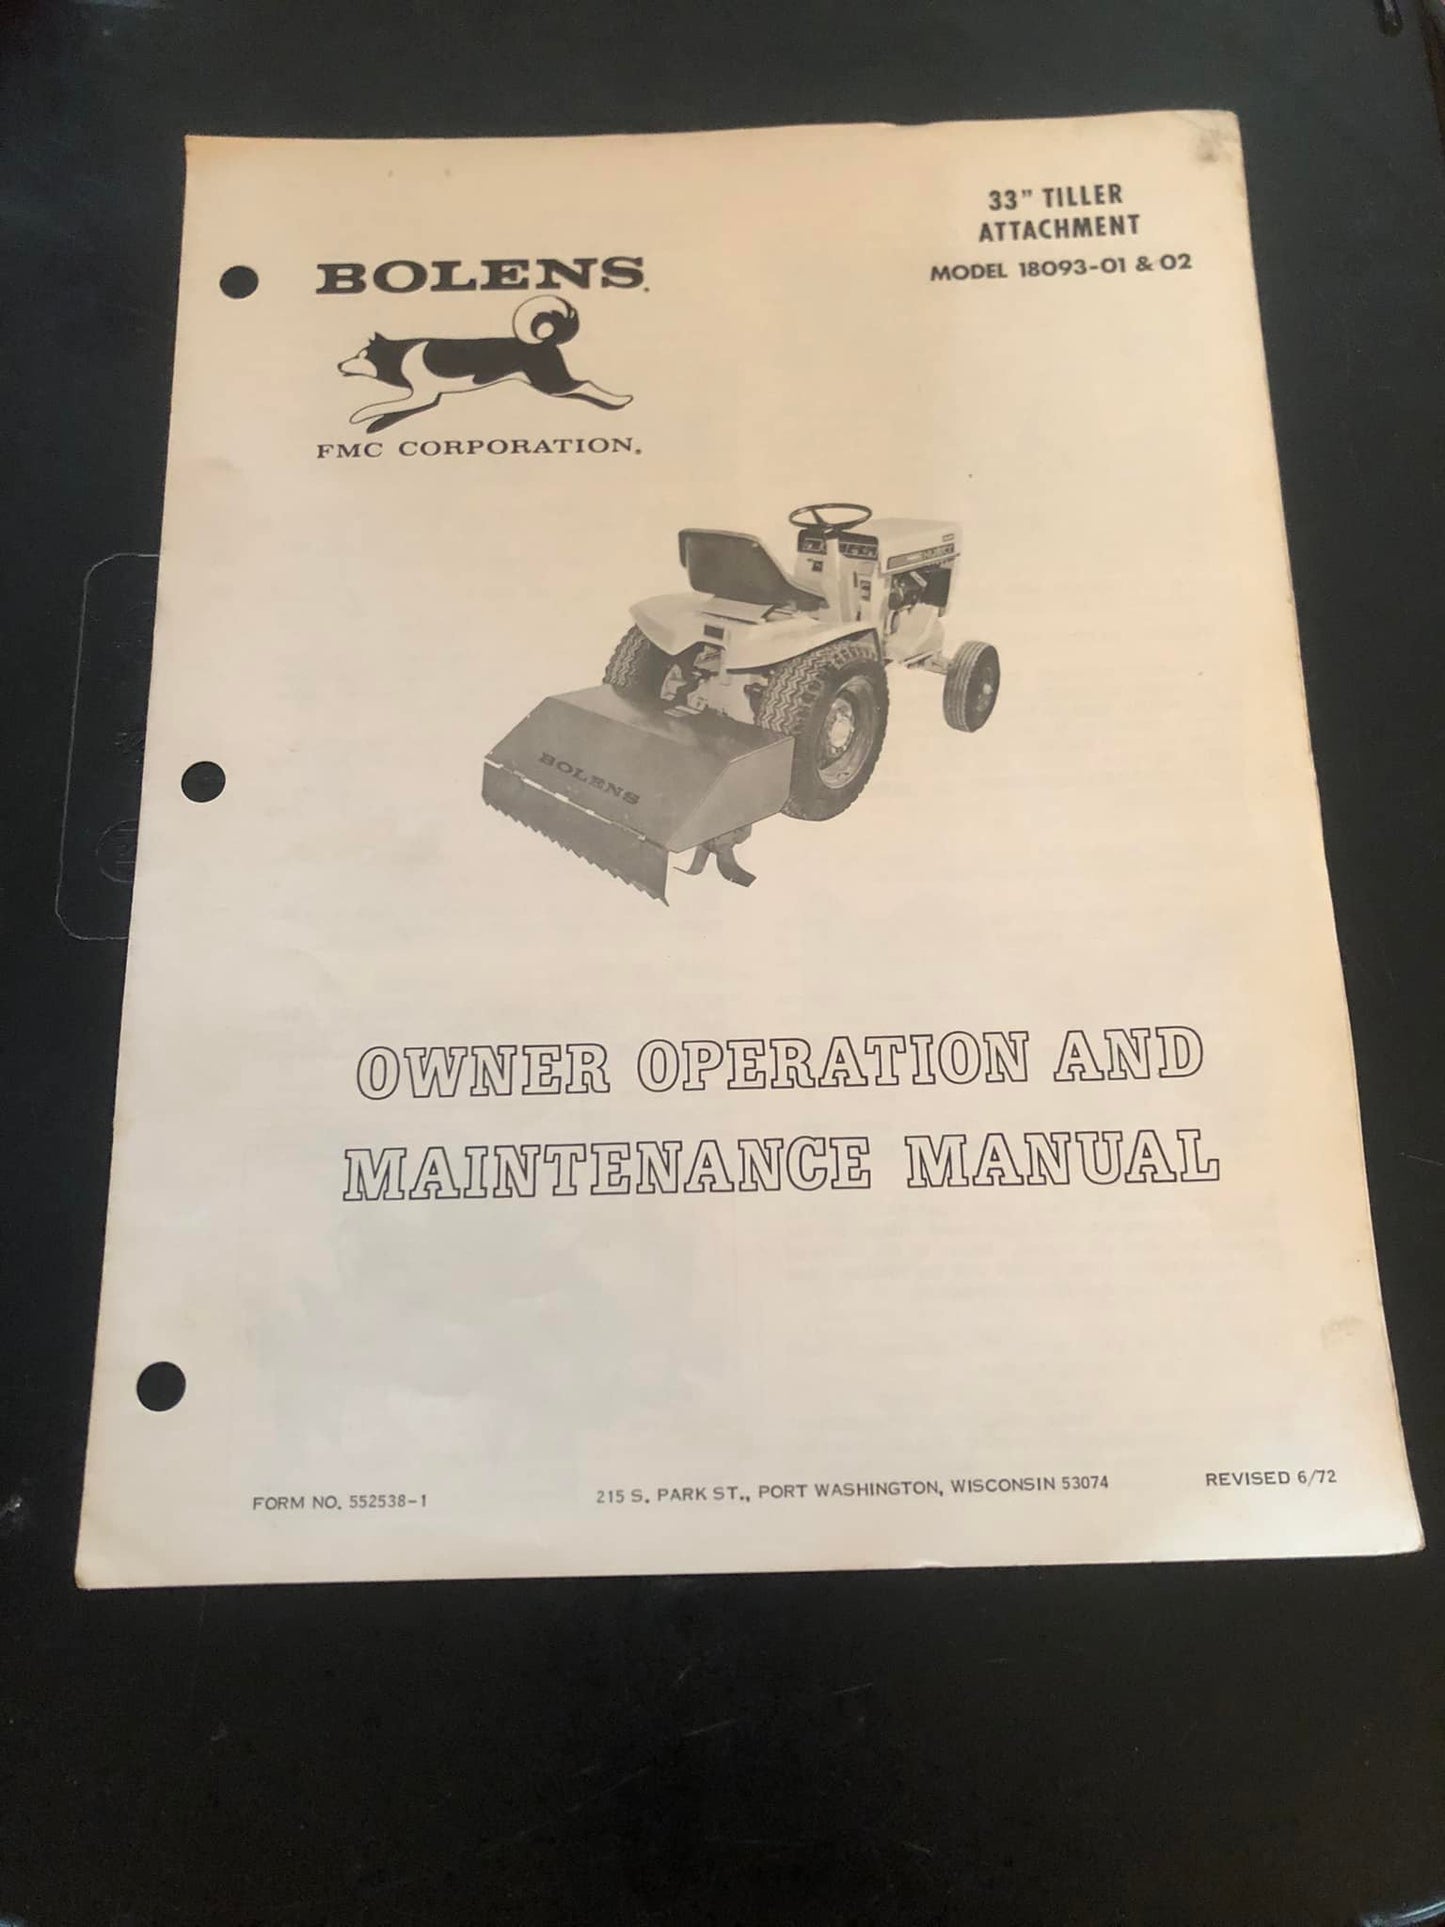 33" TILLER
ATTACHMENT
MODEL 18093-01 & 02
BOLENS.
FMC CORPORATION.
BOLENS
OWNER OPERATION AND
MAINTENANCE MANUAL
FORM NO. 552538-1
215 S. PARK ST., PORT WASHINGTON, WISCONSIN 53074
REVISED 6/72